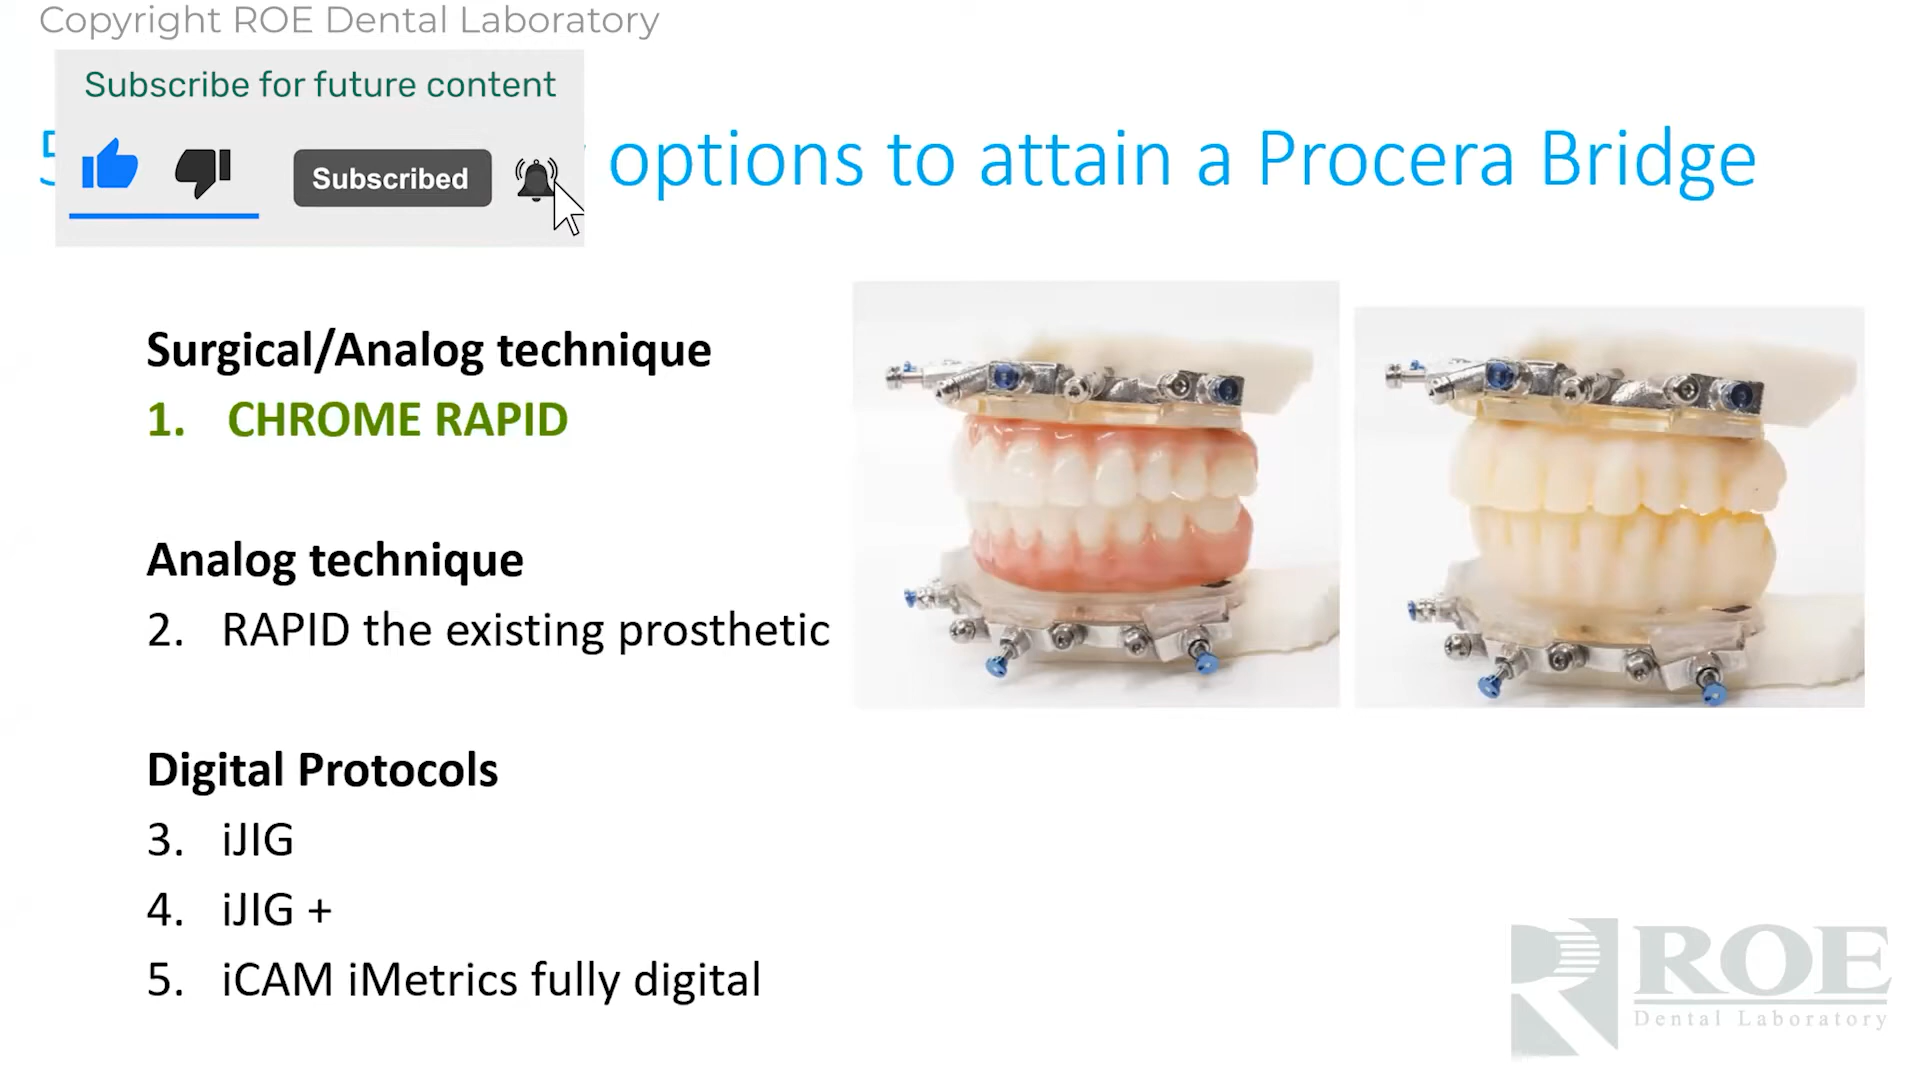 Copyright ROE Dental Laboratory
Subscribe for future content
Subscribed
options to attain a Procera Bridge
Surgical/Analog technique
1. CHROME RAPID
Analog technique
2. RAPID the existing prosthetic
Digital Protocols
3. iJIG
4. iJIG +
5. iCAM iMetrics fully digital
ROE
Dental Laboratory